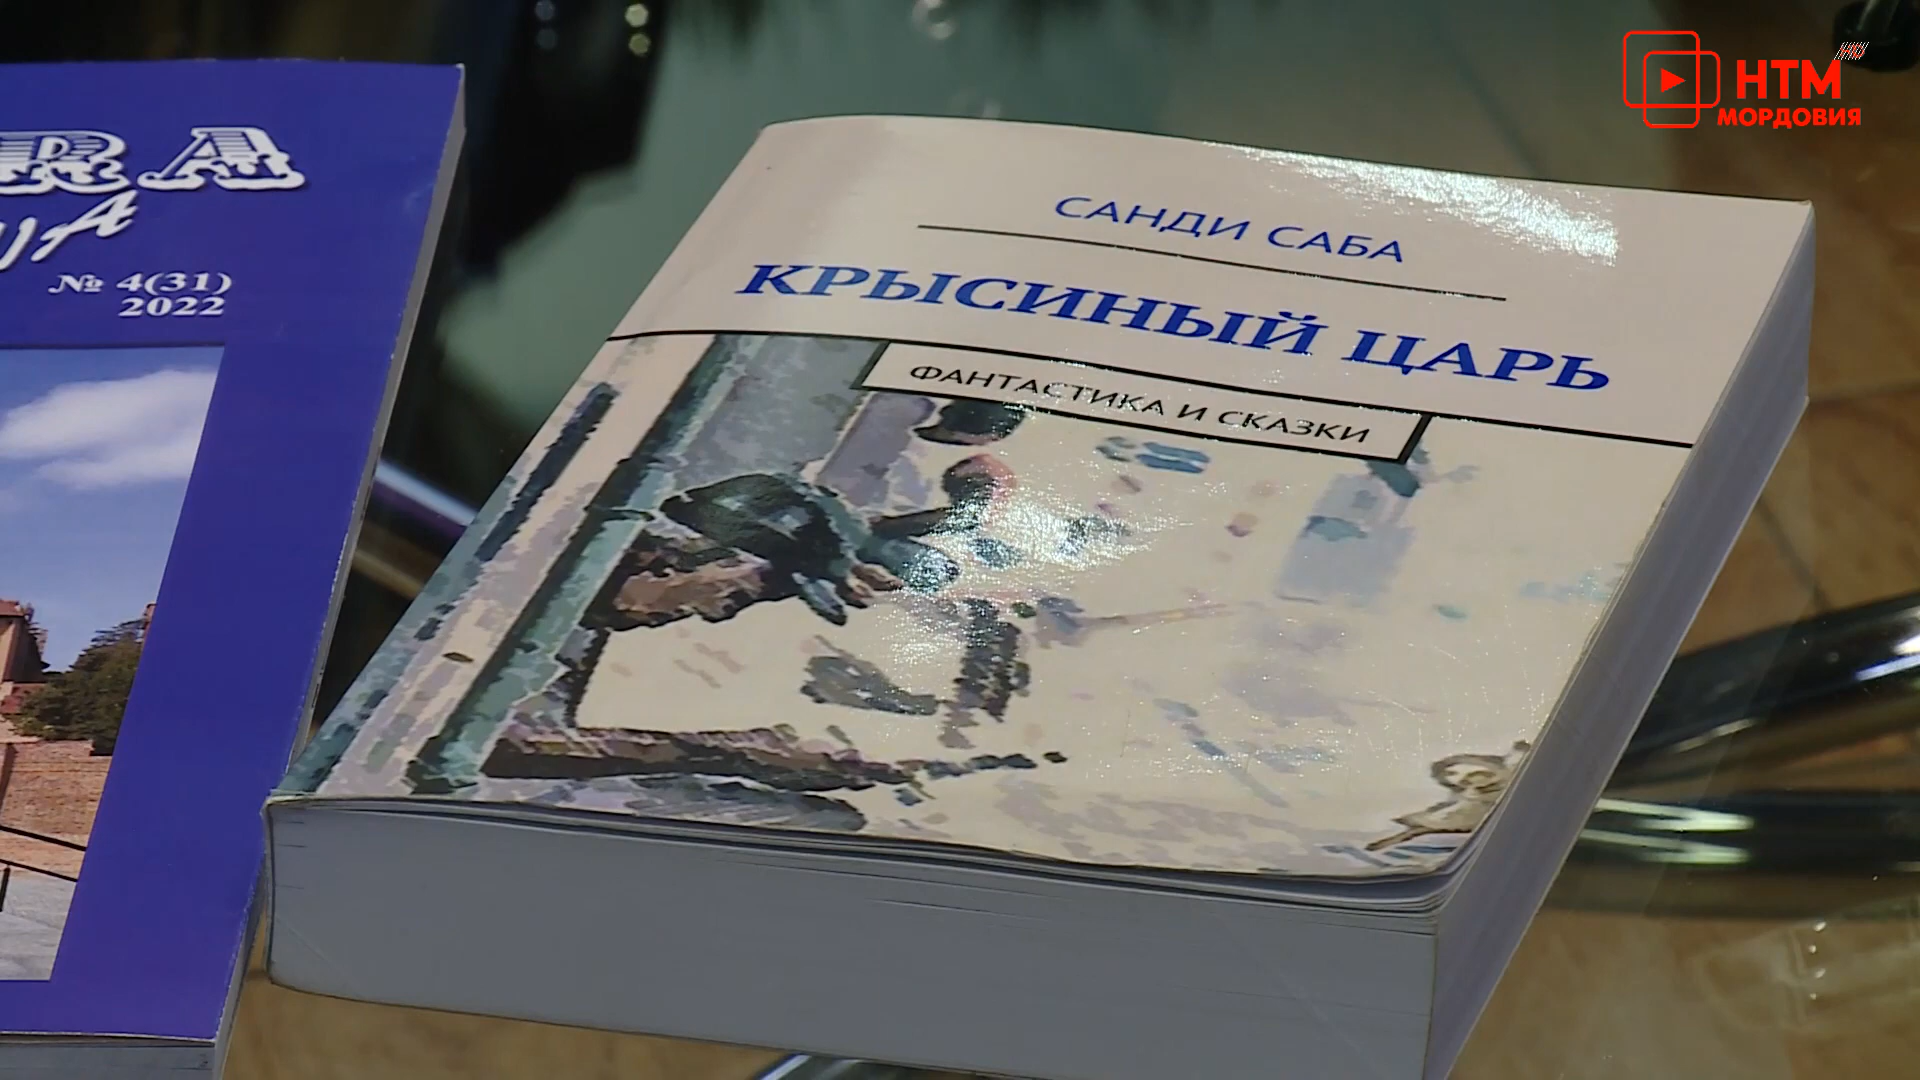 НТМ
МОРДОВИЯ
САНДИ САБА
КРЫСИНЫЙ ЦАРЬ
ФАНТАСТИКА И СКАЗКИ
№ 4(31)
2022